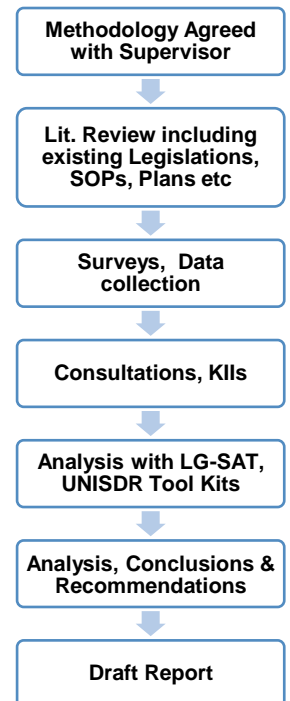 Methodology Agreed
with Supervisor
Lit. Review including
existing Legislations,
SOPs, Plans etc
Surveys, Data
collection
Consultations, KIIs
Analysis with LG-SAT,
UNISDR Tool Kits
Analysis, Conclusions &
Recommendations
Draft Report